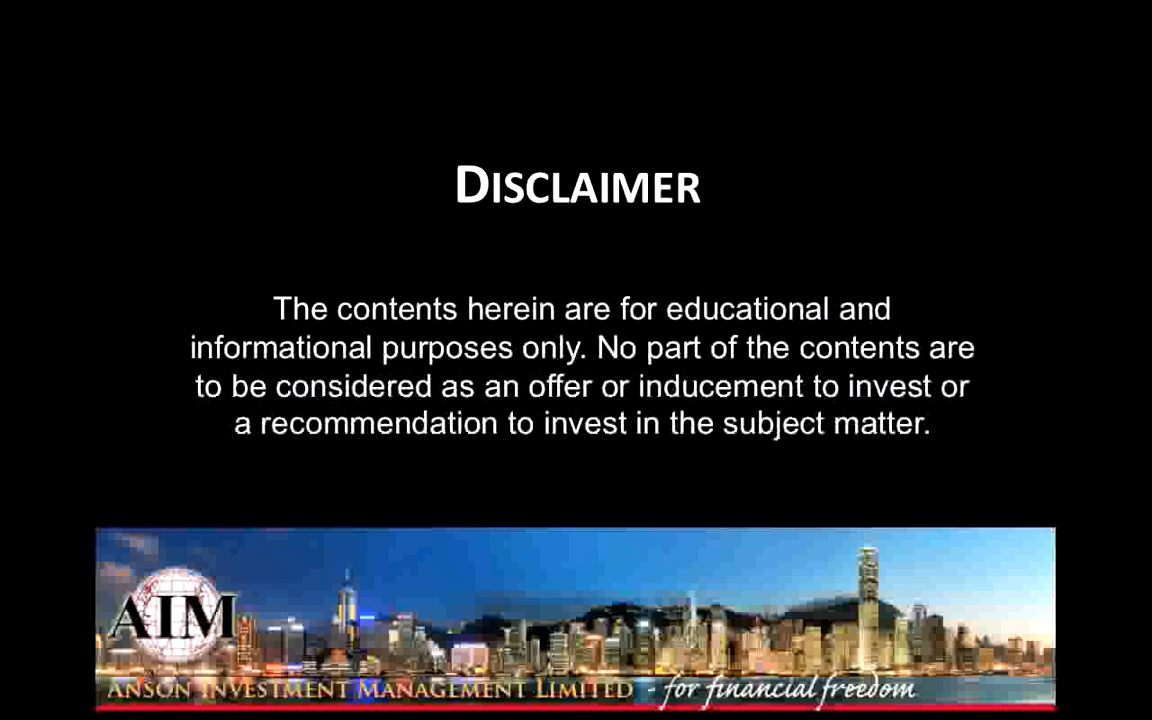 DISCLAIMER
The contents herein are for educational and
informational purposes only. No part of the contents are
to be considered as an offer or inducement to invest or
a recommendation to invest in the subject matter.
AIM
ANSON INVESTMENT MANAGEMENT LIMITED - for financial freedom